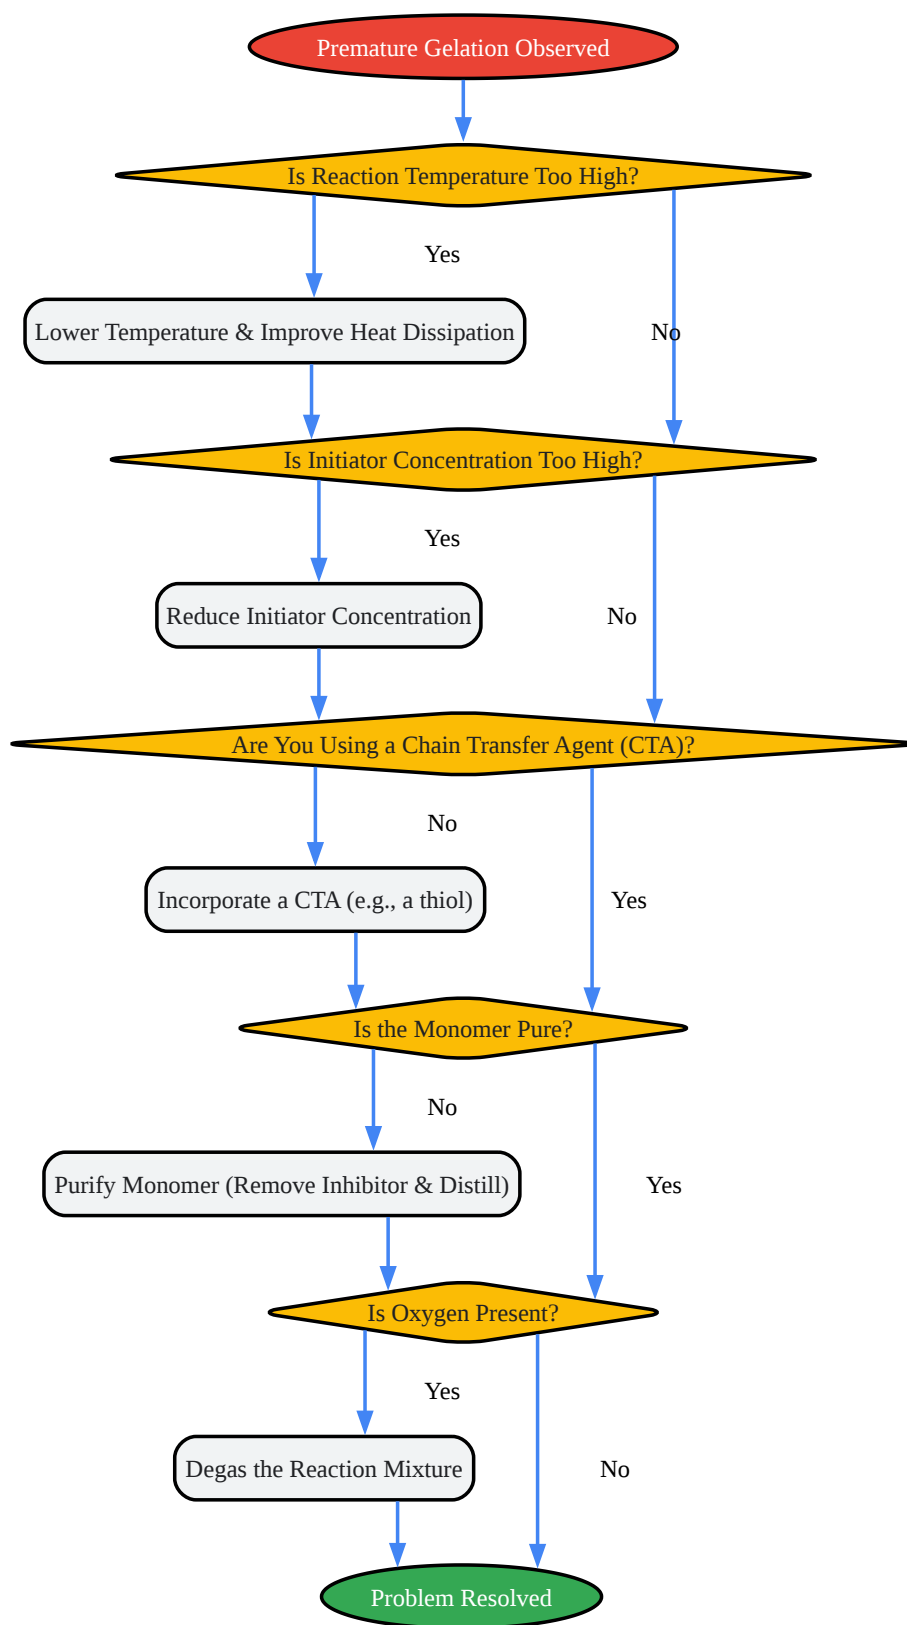 Premature Gelation Observed
Is Reaction Temperature Too High?
Yes
Lower Temperature & Improve Heat Dissipation
No
Is Initiator Concentration Too High?
Yes
Reduce Initiator Concentration
No
Are You Using a Chain Transfer Agent (CTA)?
No
Incorporate a CTA (e.g., a thiol)
Yes
Is the Monomer Pure?
No
Purify Monomer (Remove Inhibitor & Distill)
Yes
Is Oxygen Present?
Yes
Degas the Reaction Mixture
No
Problem Resolved